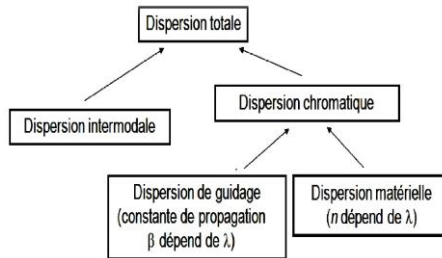 Dispersion totale
Dispersion intermodale
Dispersion chromatique
Dispersion de guidage
(constante de propagation
β dépend de λ)
Dispersion matérielle
(n dépend de λ)